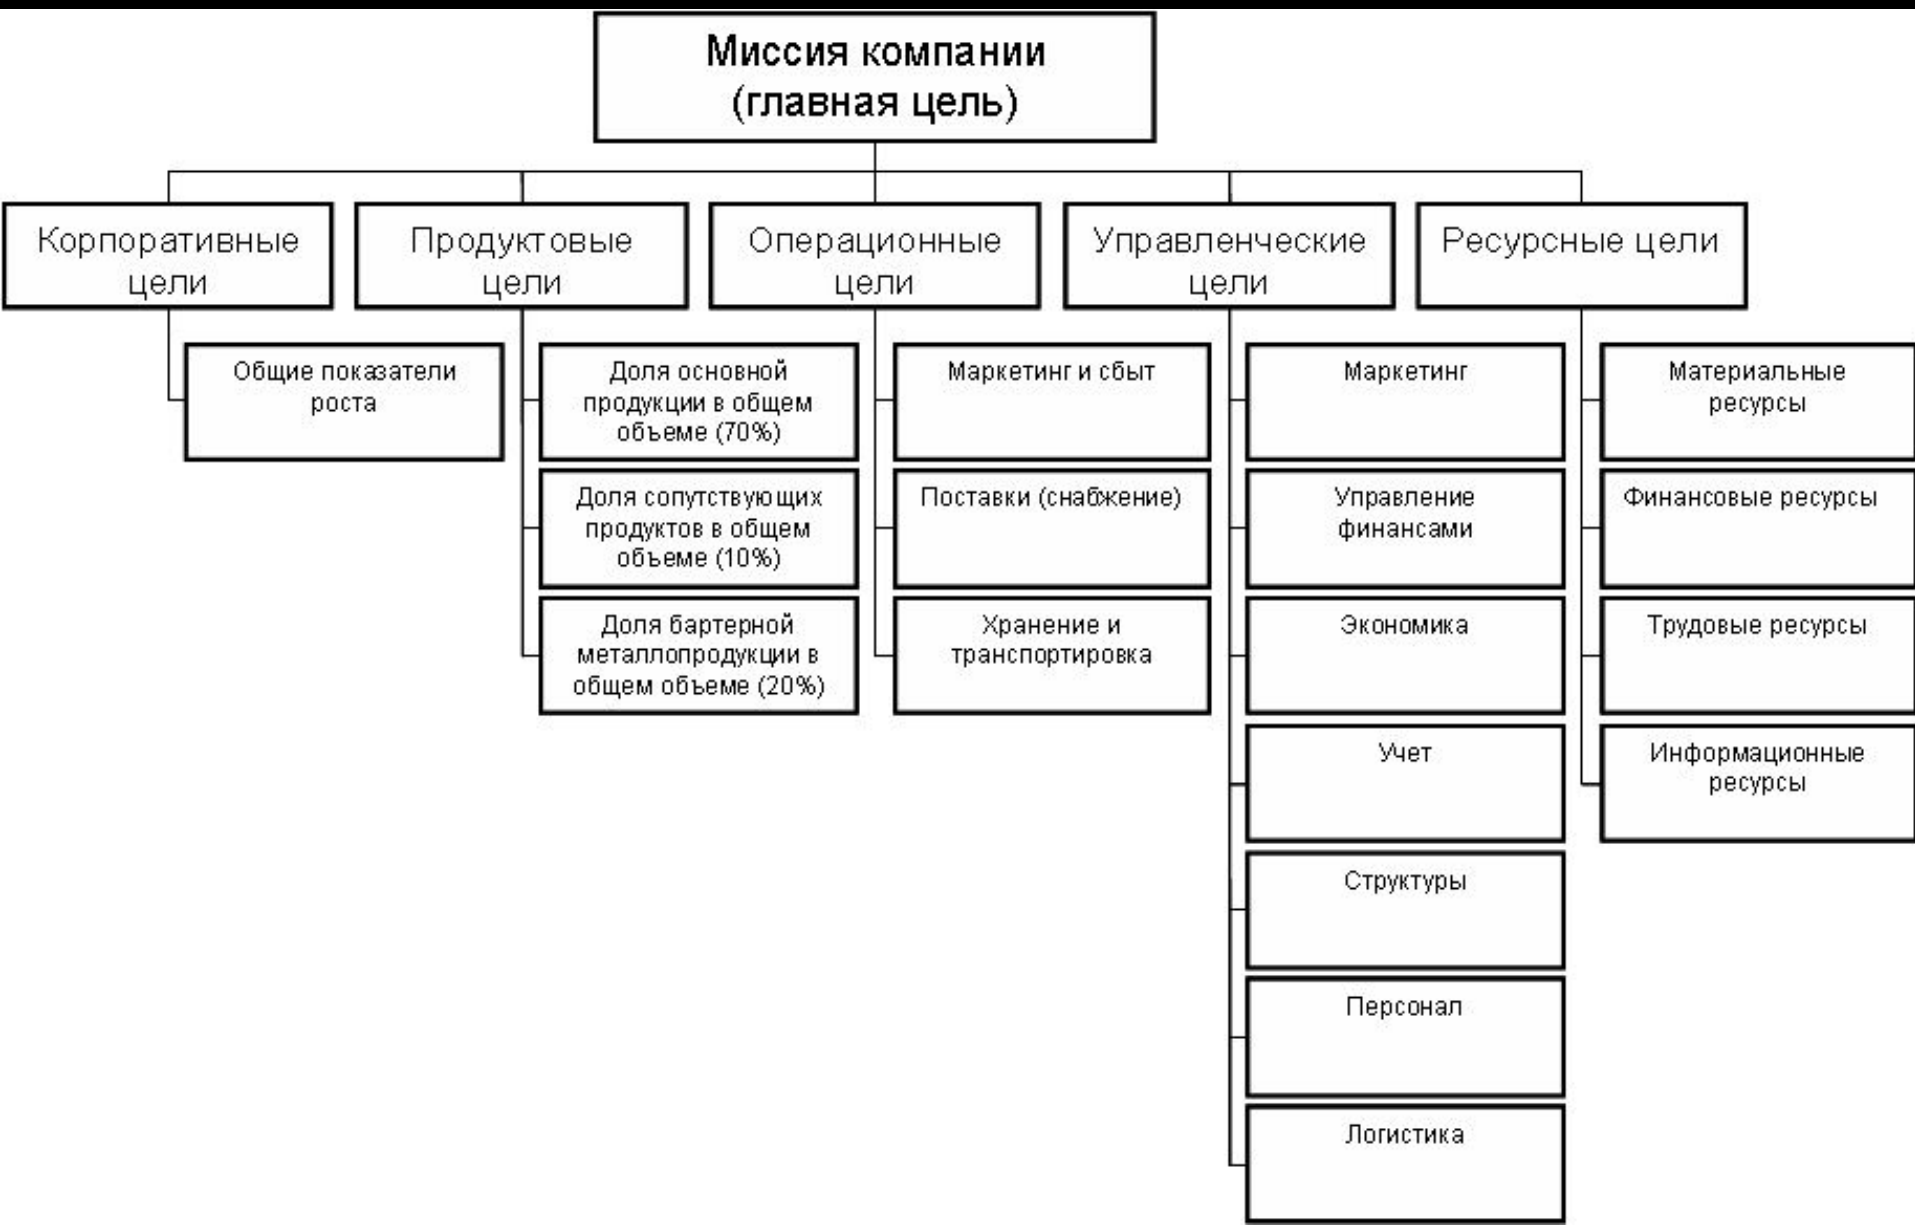 Миссия компании
(главная цель)
Корпоративные
цели
Продуктовые
цели
Операционные
цели
Управленческие
цели
Ресурсные цели
Общие показатели
роста
Доля основной
продукции в общем
объеме (70%)
Доля сопутствующих
продуктов в общем
объеме (10%)
Доля бартерной
металлопродукции в
общем объеме (20%)
Маркетинг и сбыт
Поставки (снабжение)
Хранение и
транспортировка
Маркетинг
Управление
финансами
Экономика
Учет
Структуры
Персонал
Логистика
Материальные
ресурсы
Финансовые ресурсы
Трудовые ресурсы
Информационные
ресурсы